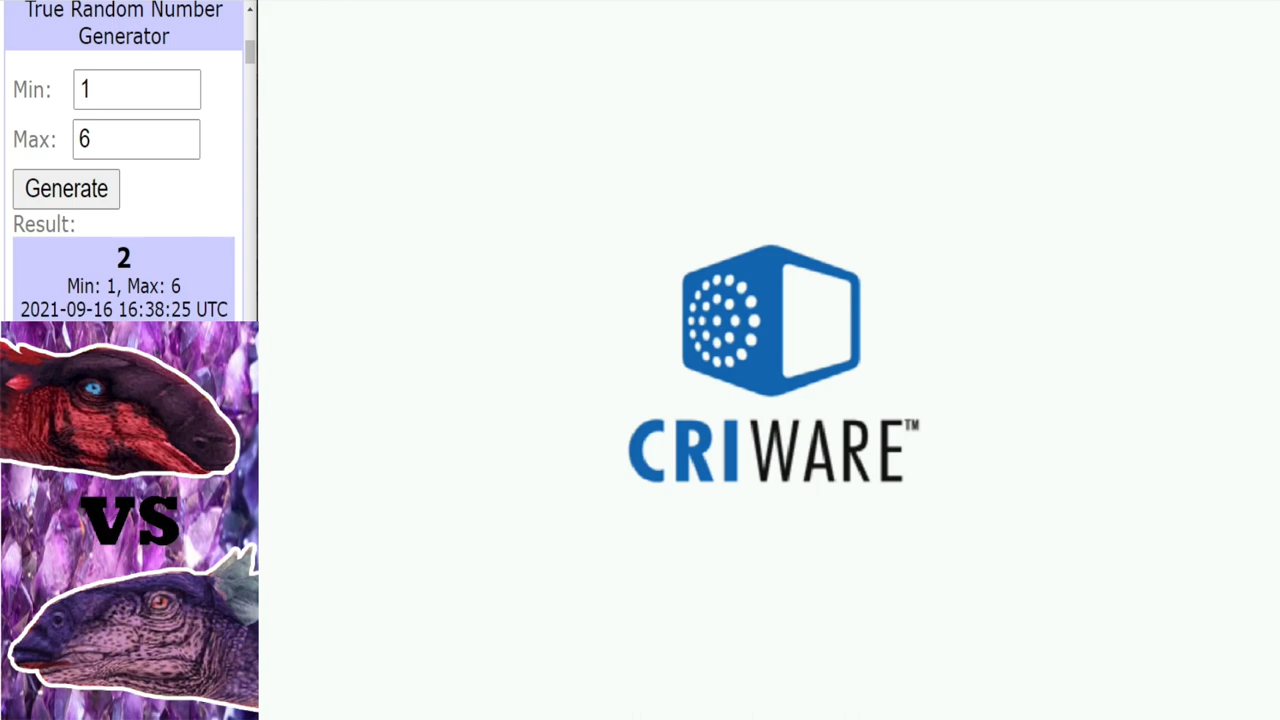 True Random Number
Generator
Min:
1
Max:
6
Generate
Result:
2
Min: 1, Max: 6
2021-09-16 16:38:25 UTC
vs
CRIWARE™